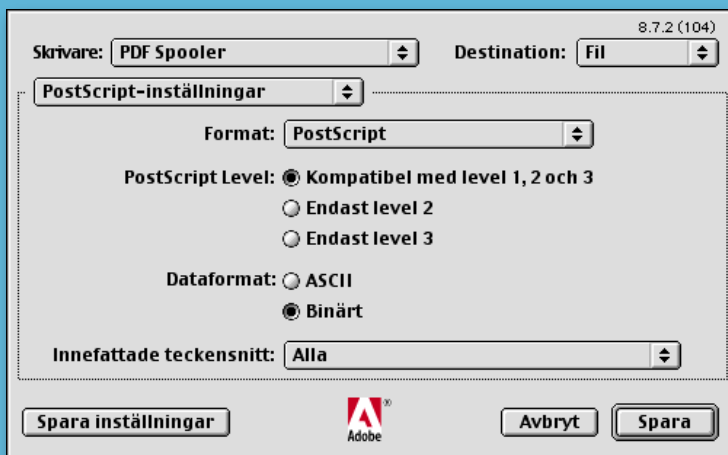 8.7.2 (104)
Skrivare: PDF Spooler Destination: Fil
PostScript-inställningar
Format: PostScript
PostScript Level: Kompatibel med level 1, 2 och 3
Endast level 2
Endast level 3
Dataformat: ASCII
Binärt
Innefattade teckensnitt: Alla
Spara inställningar Adobe® Avbryt Spara